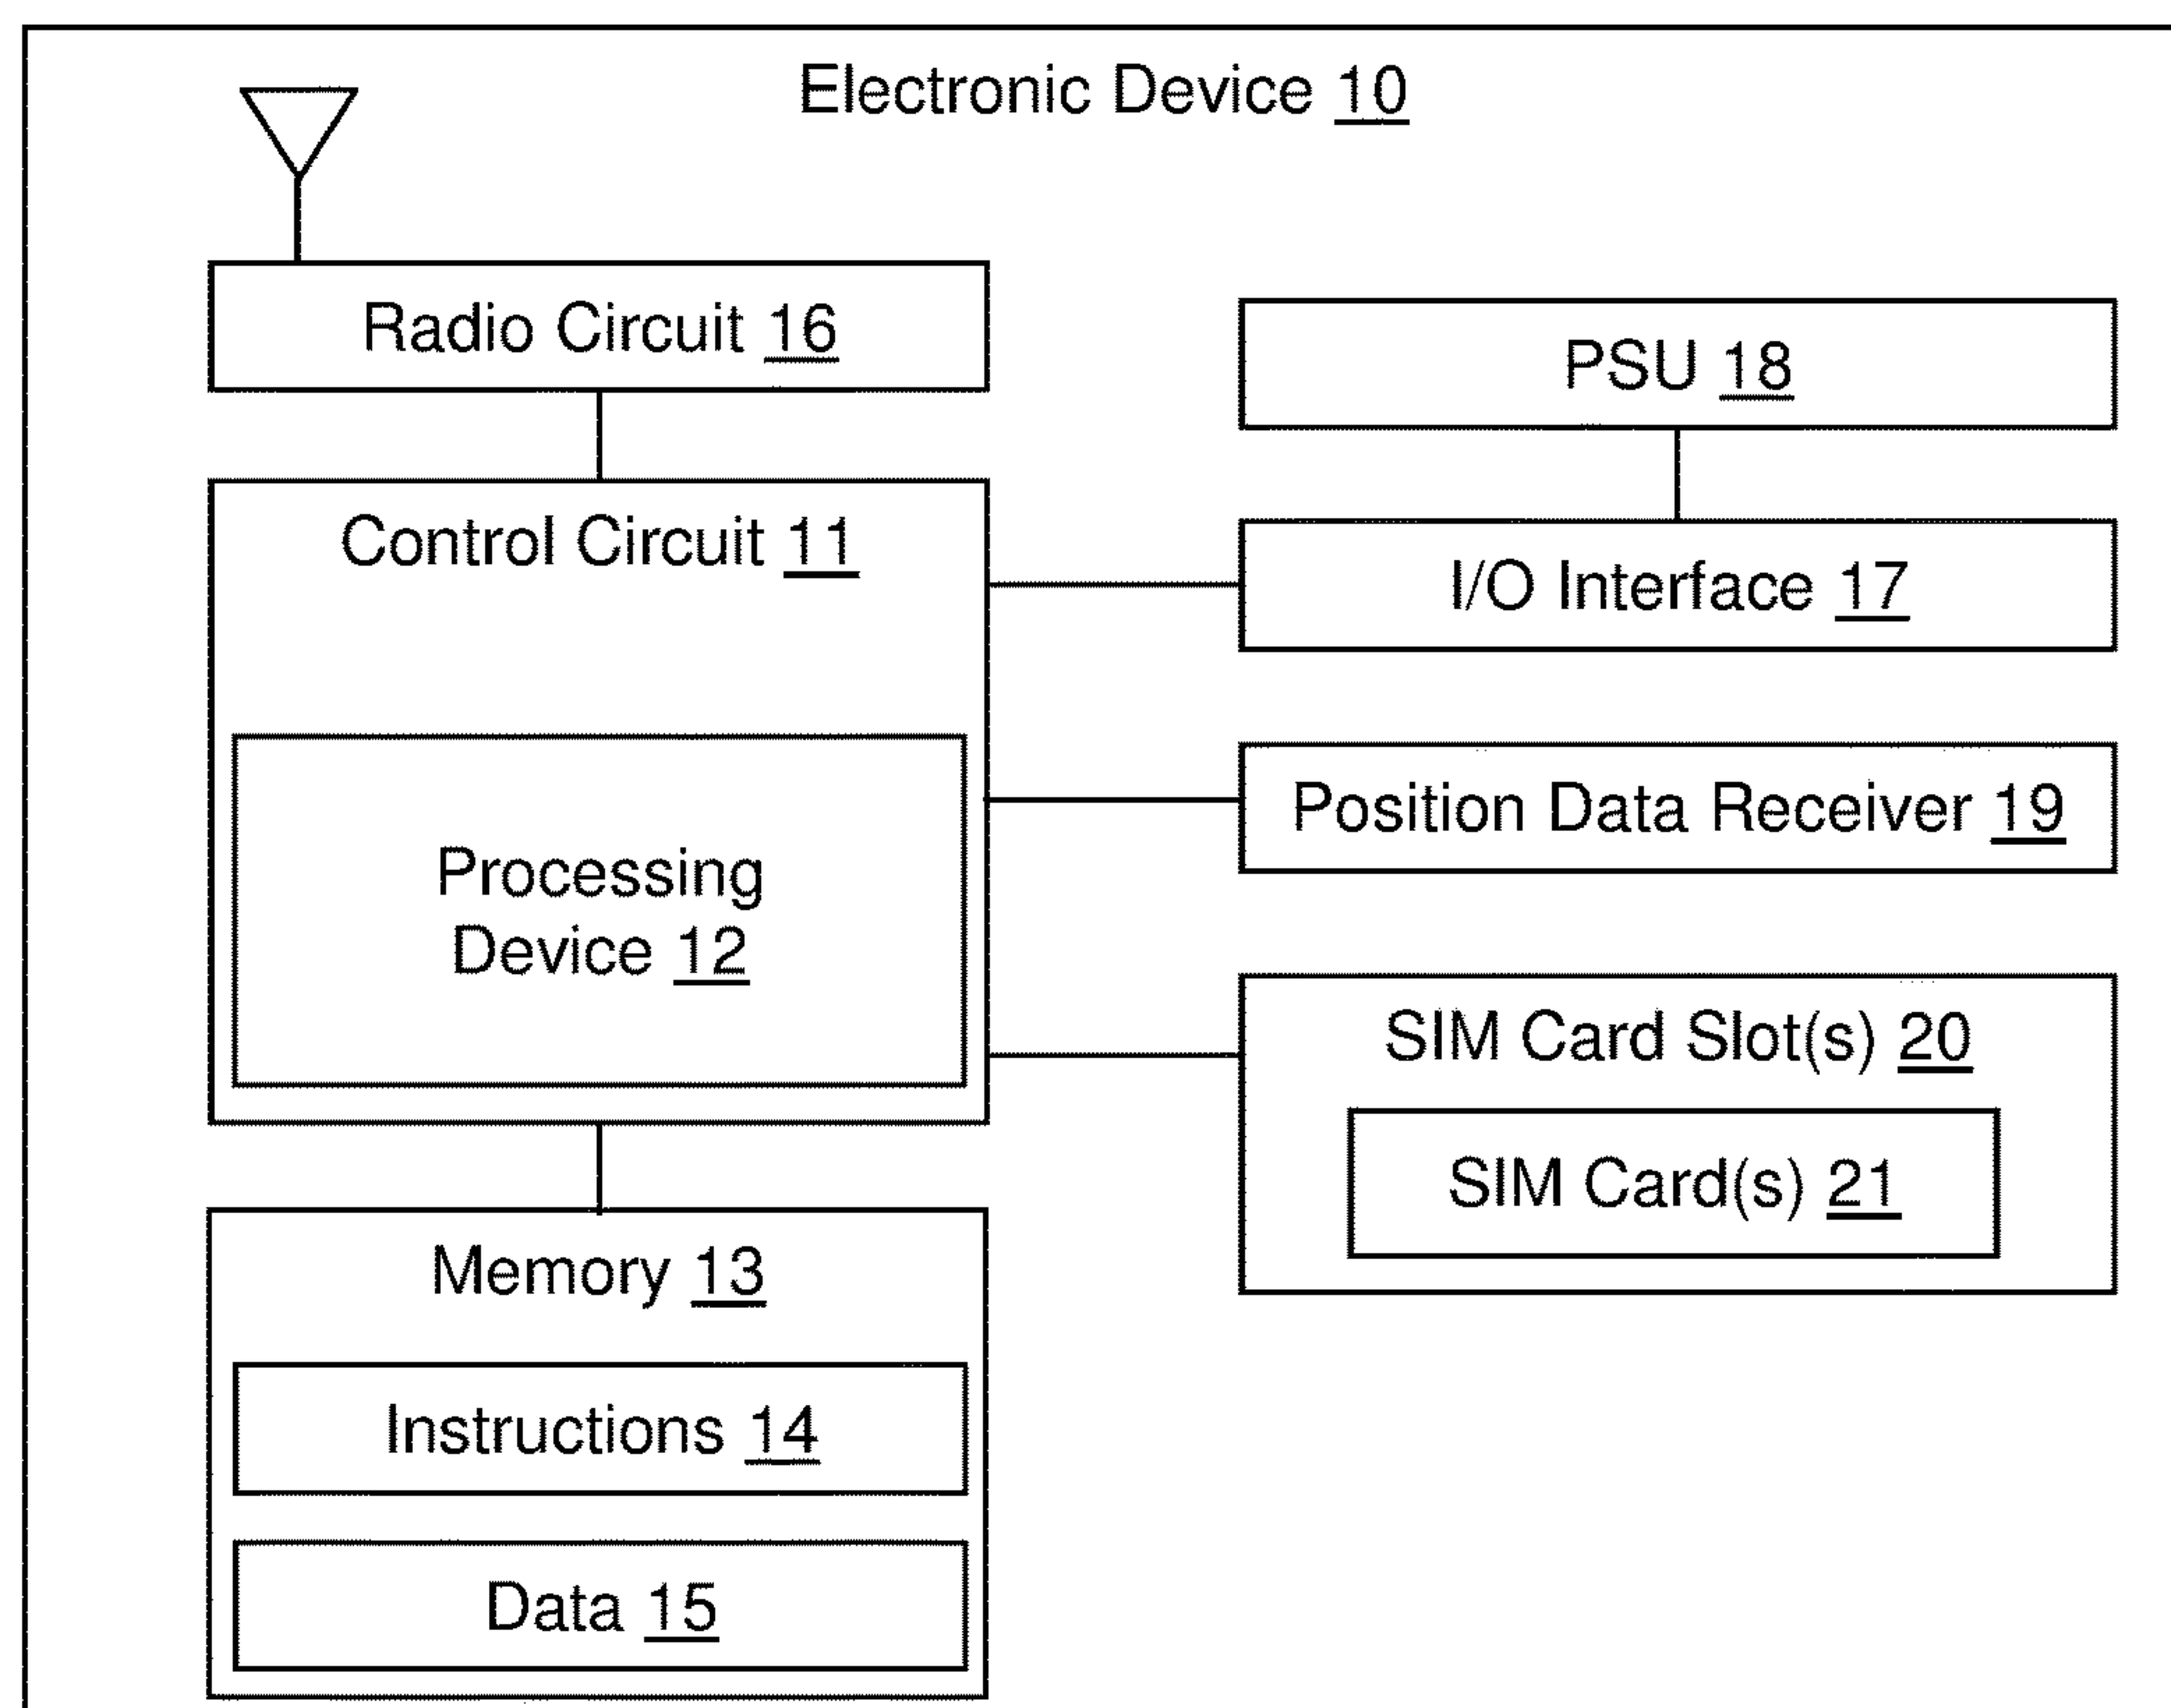 Electronic Device 10
Radio Circuit 16
PSU 18
Control Circuit 11
I/O Interface 17
Processing
Device 12
Position Data Receiver 19
SIM Card Slot(s) 20
SIM Card(s) 21
Memory 13
Instructions 14
Data 15